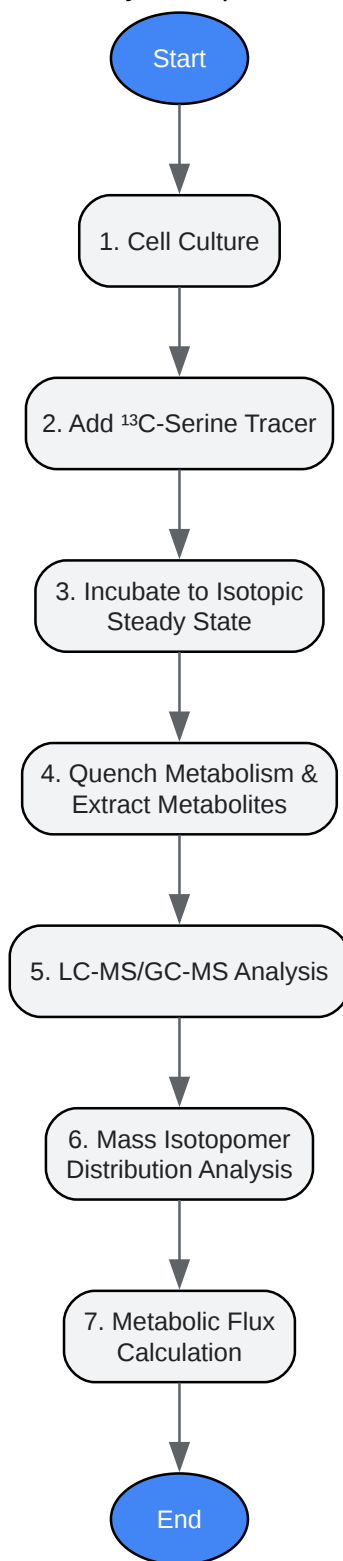 Start
1. Cell Culture
2. Add ¹³C-Serine Tracer
3. Incubate to Isotopic
Steady State
4. Quench Metabolism &
Extract Metabolites
5. LC-MS/GC-MS Analysis
6. Mass Isotopomer
Distribution Analysis
7. Metabolic Flux
Calculation
End